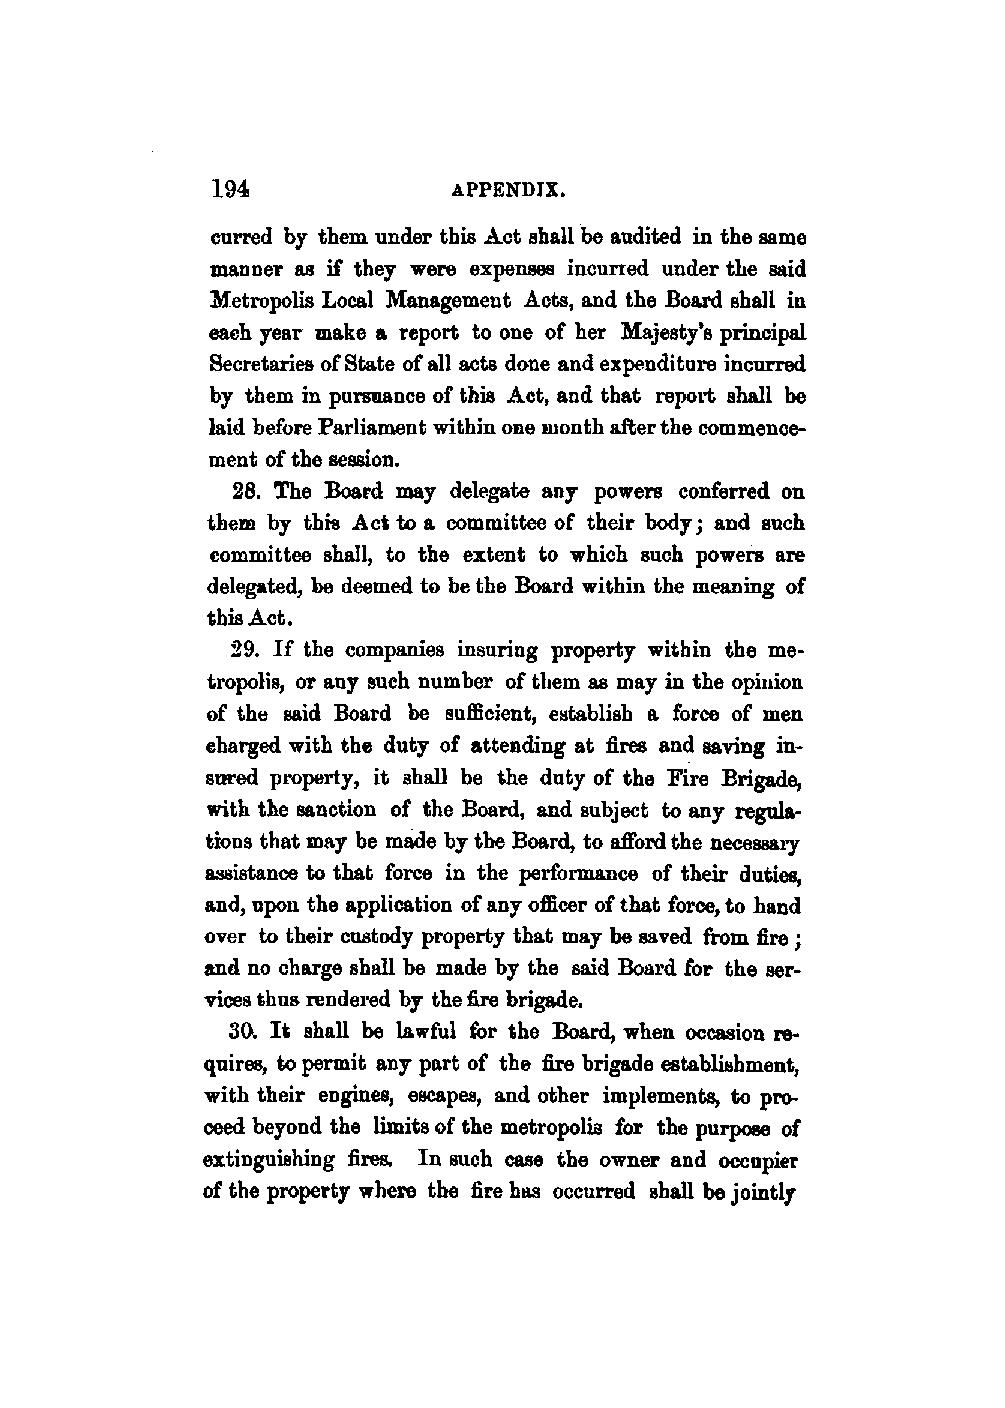 194 APPENDIX.
curred by them under this Act shall be audited in the same
manner as if they were expenses incurred under the said
Metropolis Local Management Acts, and the Board shall in
each year make a report to one of her Majesty's principal
Secretaries of State of all acts done and expenditure incurred
by them in pursuance of this Act, and that report shall be
laid before Parliament within one month after the commence-
ment of the session.
28. The Board may delegate any powers conferred on
them by this Act to a committee of their body; and such
committee shall, to the extent to which such powers are
delegated, be deemed to be the Board within the meaning of
this Act.
29. If the companies insuring property within the me-
tropolis, or any such number of them as may in the opinion
of the said Board be sufficient, establish a force of men
charged with the duty of attending at fires and saving in-
sured property, it shall be the duty of the Fire Brigade,
with the sanction of the Board, and subject to any regula-
tions that may be made by the Board, to afford the necessary
assistance to that force in the performance of their duties,
and, upon the application of any officer of that force, to hand
over to their custody property that may be saved from fire;
and no charge shall be made by the said Board for the ser-
vices thus rendered by the fire brigade.
30. It shall be lawful for the Board, when occasion re-
quires, to permit any part of the fire brigade establishment,
with their engines, escapes, and other implements, to pro-
ceed beyond the limits of the metropolis for the purpose of
extinguishing fires. In such case the owner and occupier
of the property where the fire has occurred shall be jointly